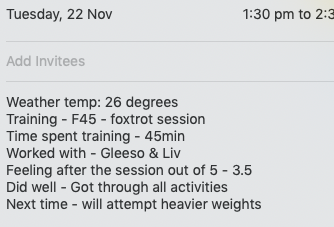 Tuesday, 22 Nov 1:30 pm to 2:3
Add Invitees
Weather temp: 26 degrees
Training - F45 - foxtrot session
Time spent training - 45min
Worked with - Gleeso & Liv
Feeling after the session out of 5 - 3.5
Did well - Got through all activities
Next time - will attempt heavier weights